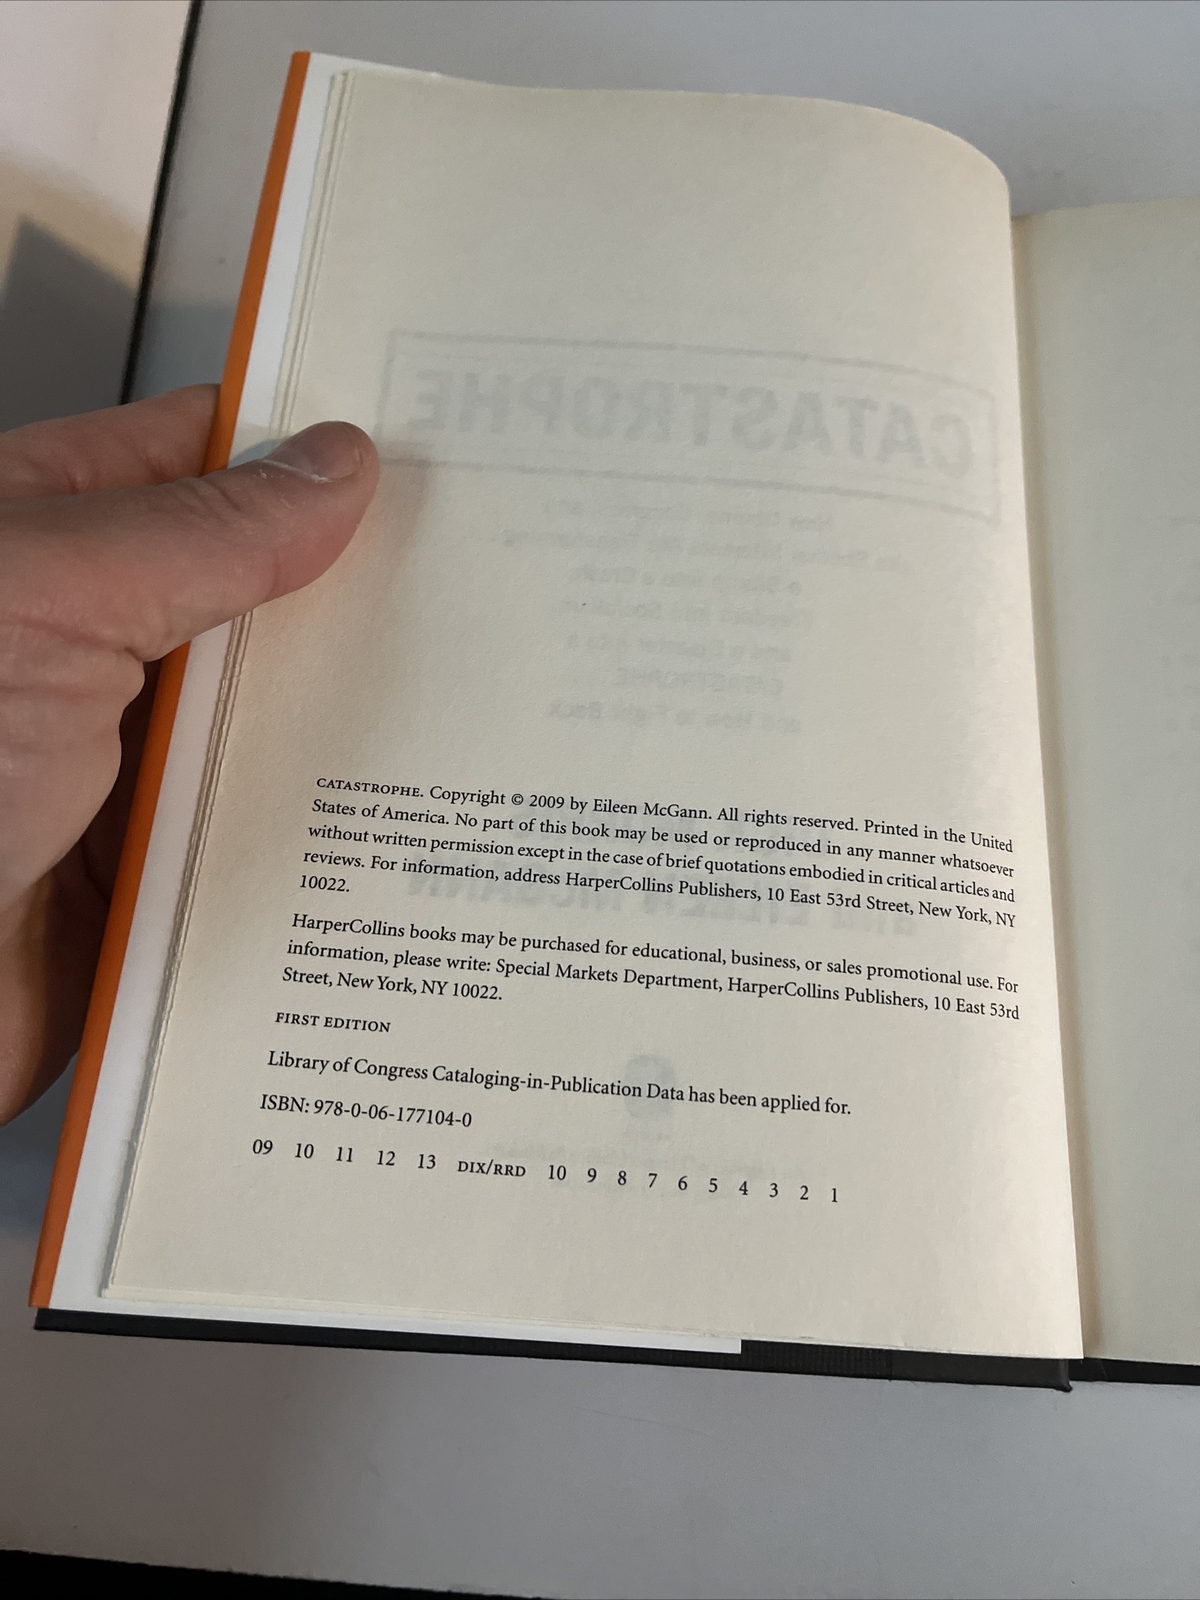 CATASTROPHE
CATASTROPHE. Copyright © 2009 by Eileen McGann. All rights reserved. Printed in the United
States of America. No part of this book may be used or reproduced in any manner whatsoever
without written permission except in the case of brief quotations embodied in critical articles and
reviews. For information, address HarperCollins Publishers, 10 East 53rd Street, New York, NY
10022.
HarperCollins books may be purchased for educational, business, or sales promotional use. For
information, please write: Special Markets Department, HarperCollins Publishers, 10 East 53rd
Street, New York, NY 10022.
FIRST EDITION
Library of Congress Cataloging-in-Publication Data has been applied for.
ISBN: 978-0-06-177104-0
09 10 11 12 13 DIX/RRD 10 9 8 7 6 5 4 3 2 1